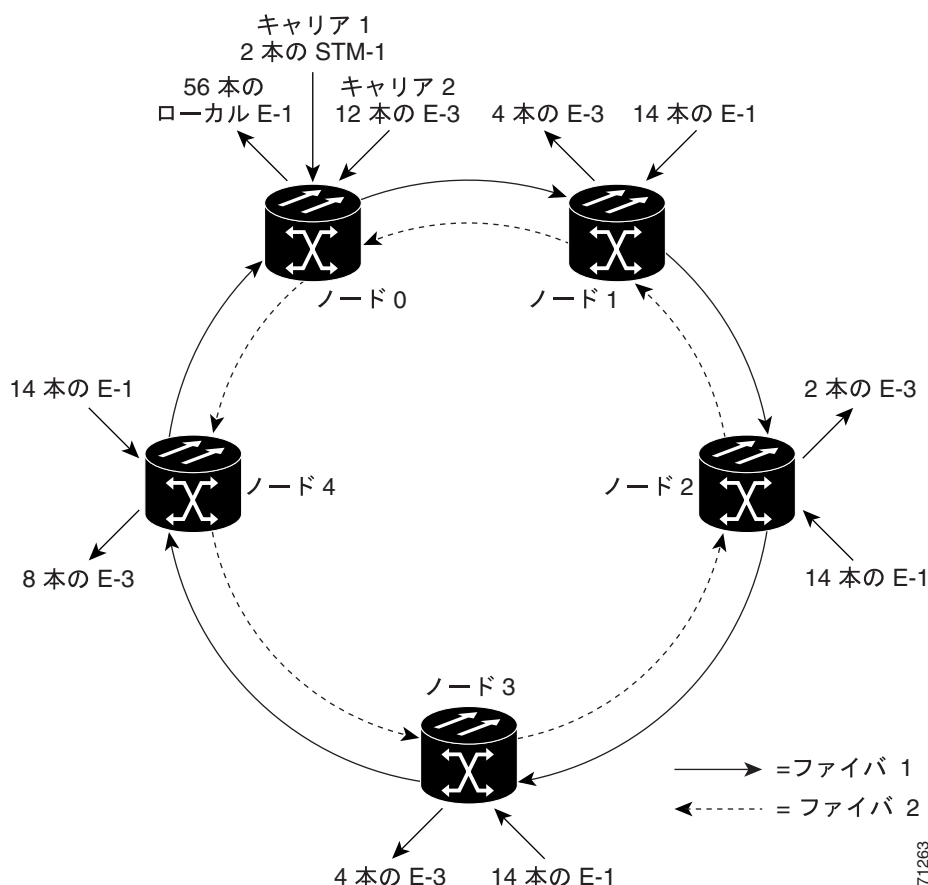 キャリア 1
2 本の STM-1
56 本の
ローカル E-1
キャリア 2
12 本の E-3
4 本の E-3
14 本の E-1
ノード 0
ノード 1
14 本の E-1
2 本の E-3
ノード 4
ノード 2
8 本の E-3
14 本の E-1
ノード 3
=ファイバ 1
= ファイバ 2
4 本の E-3
14 本の E-1
71263